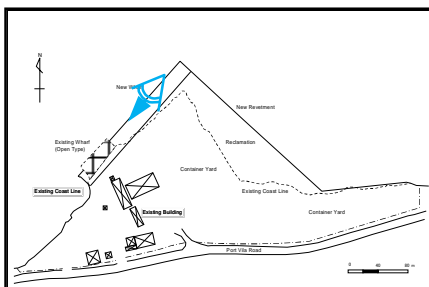 N
New Wh
New Revetment
Existing Wharf
(Open Type)
Reclamation
Container Yard
Existing Coast Line
Existing Coast Line
Existing Building
Container Yard
Port Vila Road
0 40 80 m